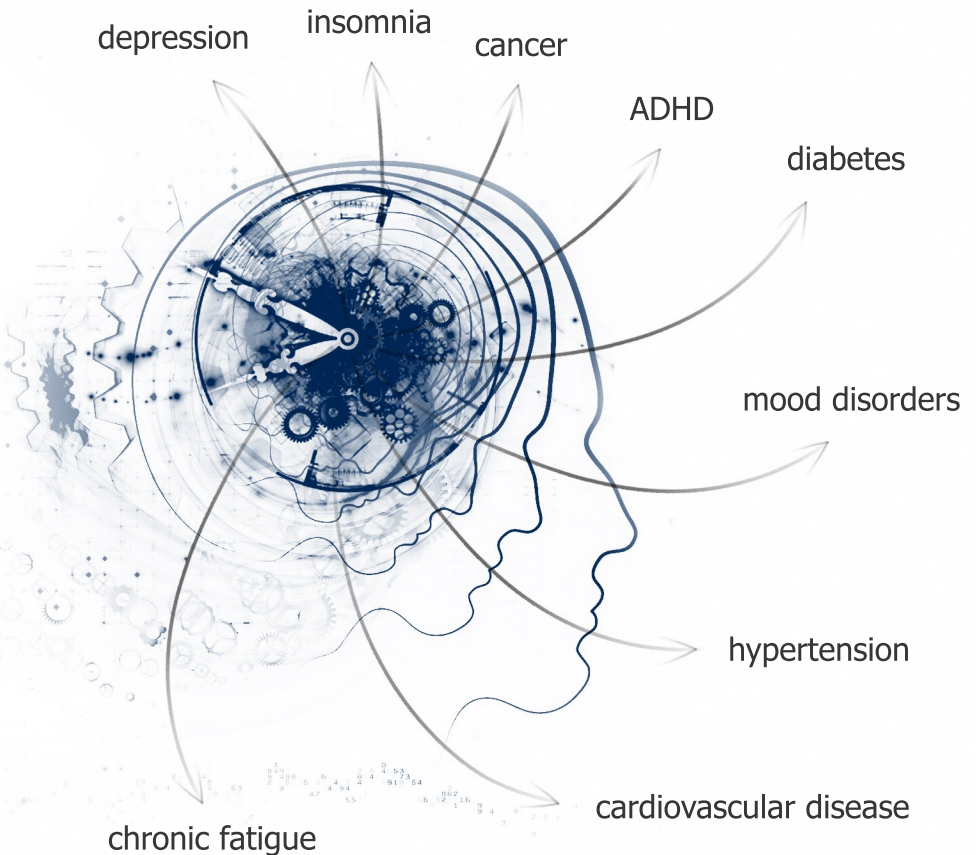 insomnia
depression
cancer
ADHD
diabetes
mood disorders
hypertension
cardiovascular disease
chronic fatigue